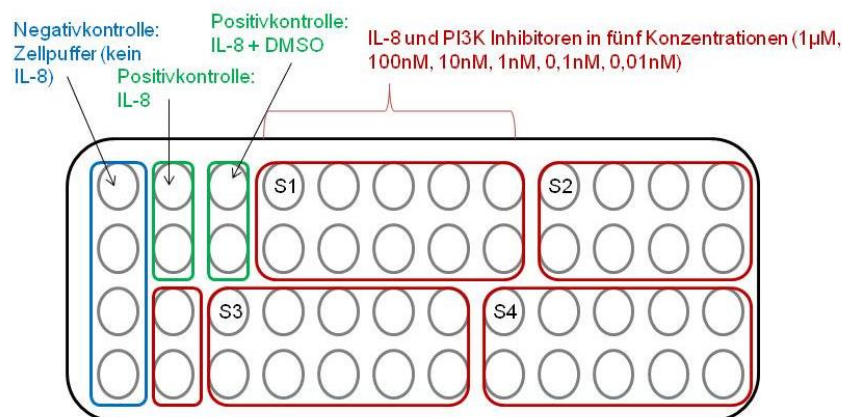 Negativkontrolle:
Zellpuffer (kein
IL-8)
Positivkontrolle:
IL-8
Positivkontrolle:
IL-8 + DMSO
IL-8 und PI3K Inhibitoren in fünf Konzentrationen (1µM,
100nM, 10nM, 1nM, 0,1nM, 0,01nM)
S1
S2
S3
S4